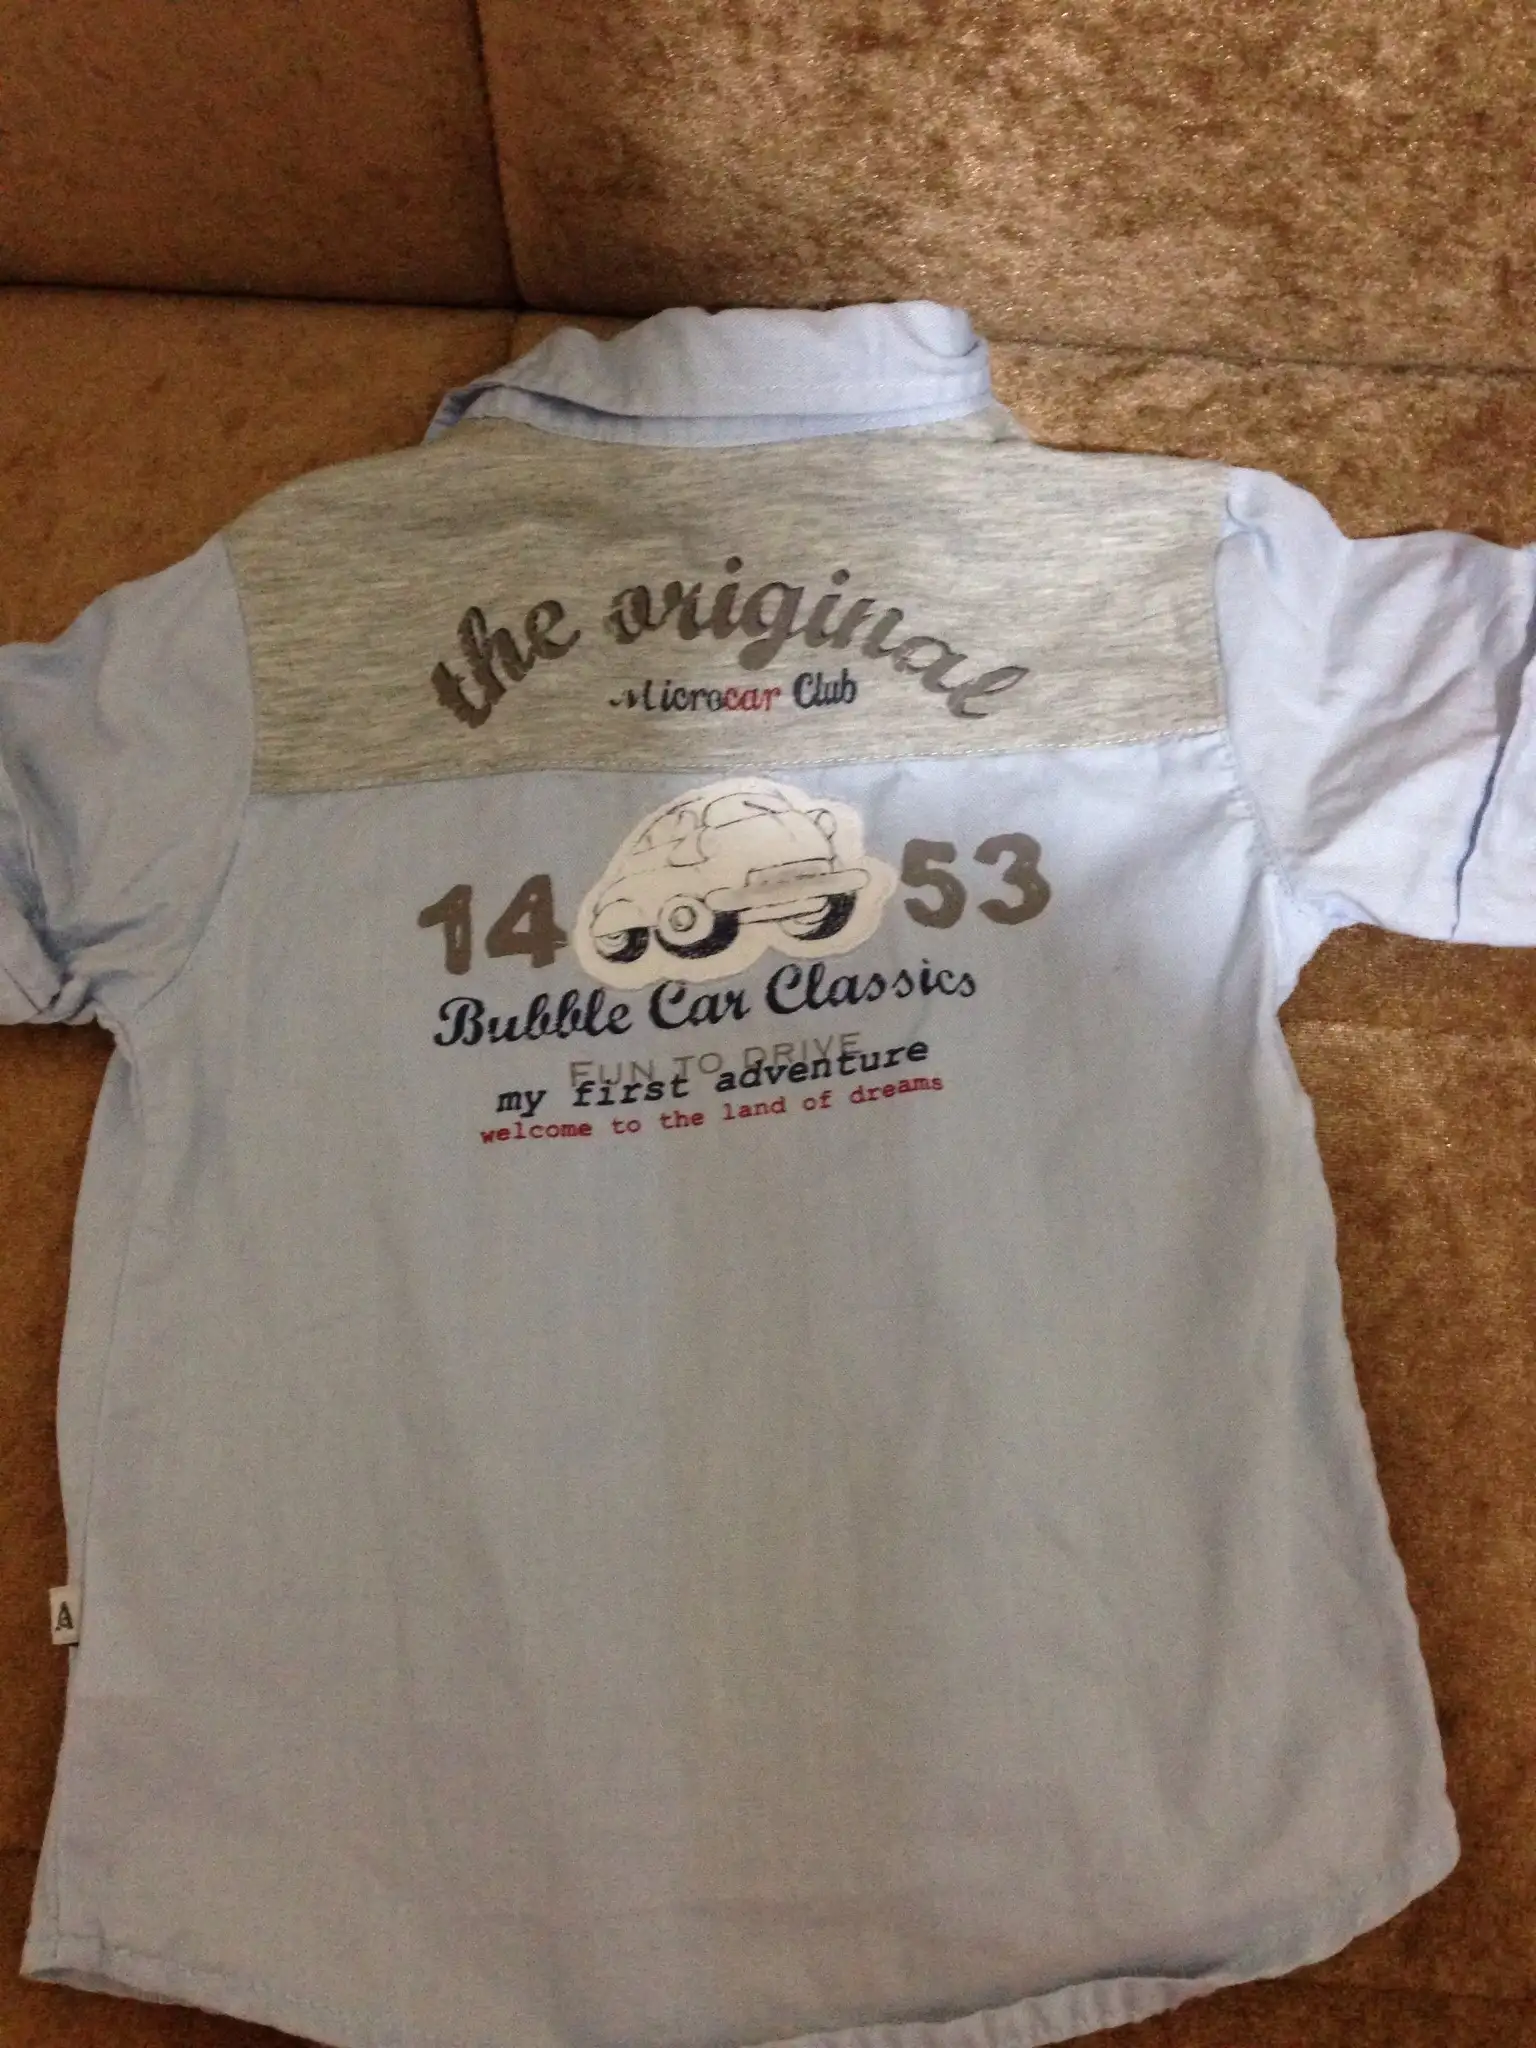 the original
Microcar Club
14 53
Bubble Car Classics
FUN TO DRIVE
my first adventure
welcome to the land of dreams
A